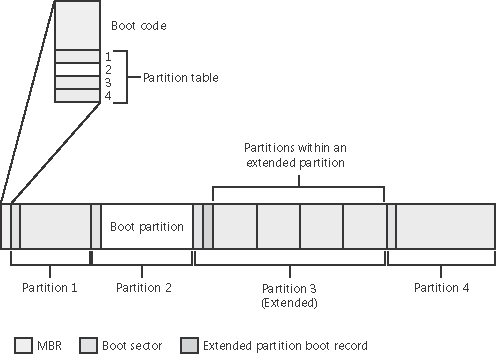 Boot code
1
2
3
4
Partition table
Partitions within an
extended partition
Boot partition
Partition 1
Partition 2
Partition 3
(Extended)
Partition 4
MBR
Boot sector
Extended partition boot record